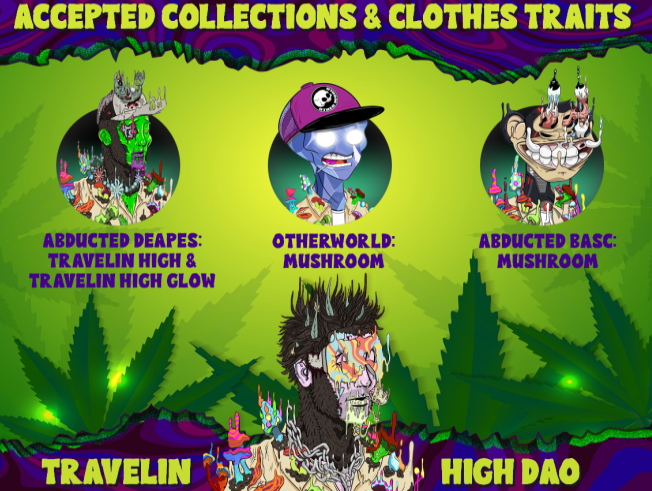 ACCEPTED COLLECTIONS & CLOTHES TRAITS
ABDUCTED DEAPES:
TRAVELIN HIGH &
TRAVELIN HIGH GLOW
OTHERWORLD:
MUSHROOM
ABDUCTED BASC:
MUSHROOM
TRAVELIN
HIGH DAO